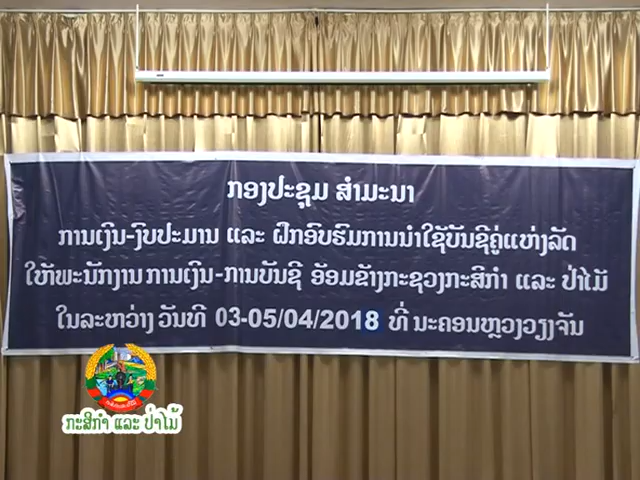 ກອງປະຊຸມ ສຳມະນາ
ການເງິນ-ງົບປະມານ ແລະ ຝຶກອົບຮົມການນຳໃຊ້ບັນຊີຄູ່ແຫ່ງລັດ
ໃຫ້ພະນັກງານ ການເງິນ-ການບັນຊີ ອ້ອມຂ້າງກະຊວງກະສິກຳ ແລະ ປ່າໄມ້
ໃນລະຫວ່າງ ວັນທີ 03-05/04/2018 ທີ່ ນະຄອນຫຼວງວຽງຈັນ
ກະສິກຳ ແລະ ປ່າໄມ້